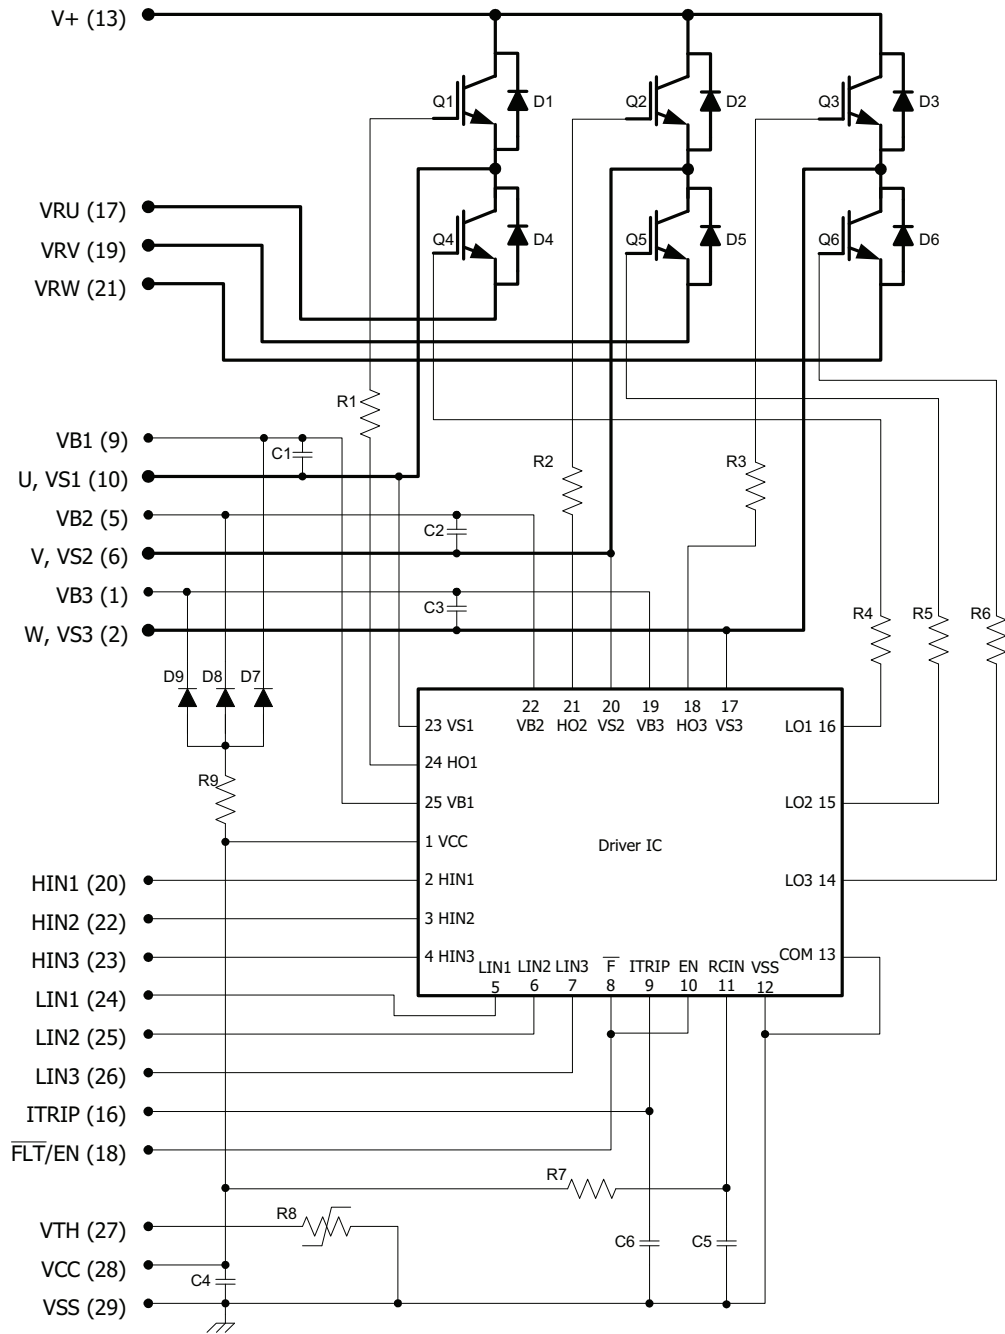 V+ (13)
Q1
D1
Q2
D2
Q3
D3
VRU (17)
Q4
D4
Q5
D5
Q6
D6
VRV (19)
VRW (21)
R1
VB1 (9)
C1
R2
R3
U, VS1 (10)
VB2 (5)
C2
V, VS2 (6)
VB3 (1)
C3
R4
R5
R6
W, VS3 (2)
D9
D8
D7
22
21
20
19
18
17
VB2
HO2
VS2
VB3
HO3
VS3
23 VS1
LO1 16
24 HO1
R9
25 VB1
LO2 15
1 VCC
Driver IC
HIN1 (20)
2 HIN1
LO3 14
HIN2 (22)
3 HIN2
HIN3 (23)
4 HIN3
COM 13
LIN1
LIN2
LIN3
F̅
ITRIP
EN
RCIN
VSS
5
6
7
8
9
10
11
12
LIN1 (24)
LIN2 (25)
LIN3 (26)
ITRIP (16)
F̅L̅T̅/EN (18)
R7
VTH (27)
R8
C6
C5
VCC (28)
C4
VSS (29)